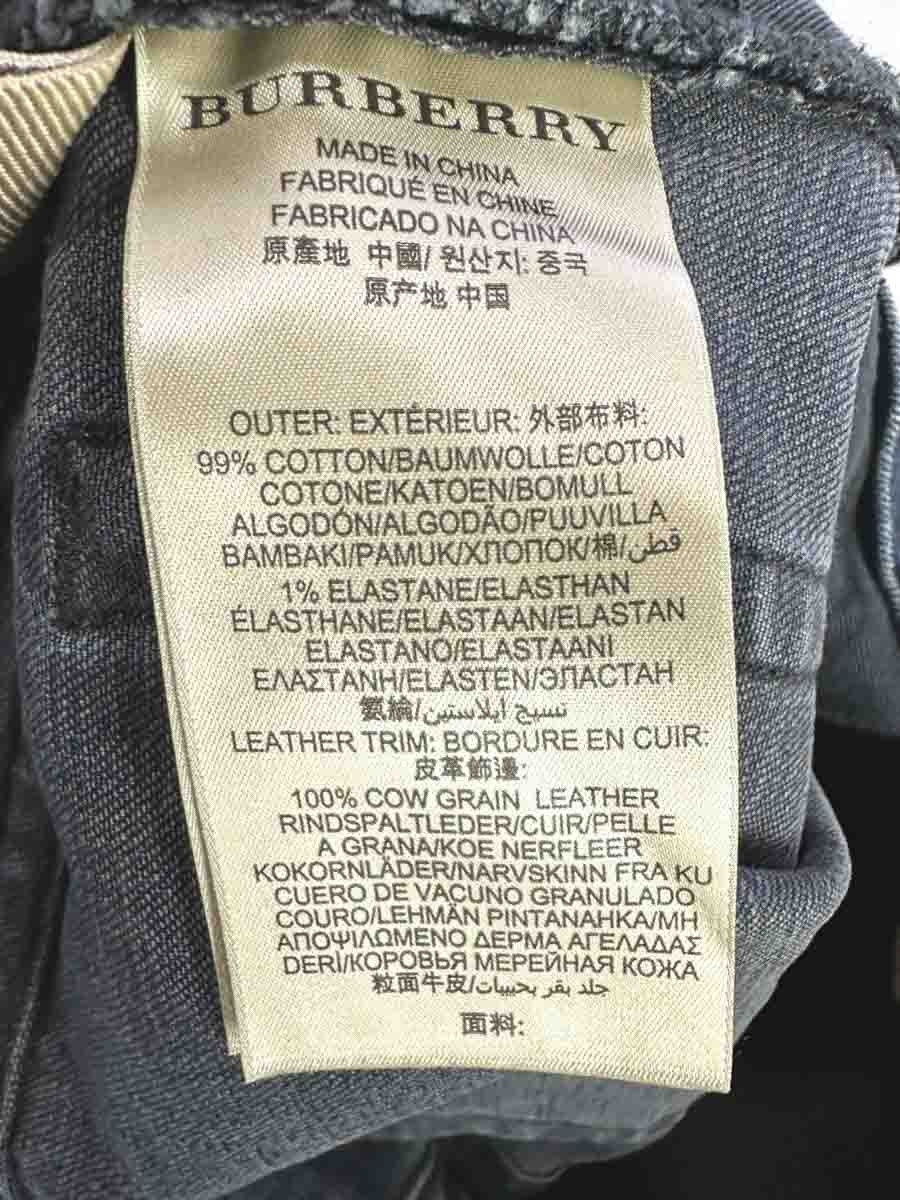 BURBERRY
MADE IN CHINA
FABRIQUÉ EN CHINE
FABRICADO NA CHINA
原產地 中國/ 원산지: 중국
原产地 中国
OUTER: EXTÉRIEUR: 外部布料:
99% COTTON/BAUMWOLLE/COTON
COTONE/KATOEN/BOMULL
ALGODÓN/ALGODÃO/PUUVILLA
BAMBAKI/PAMUK/ХЛОПОК/棉/قطن
1% ELASTANE/ELASTHAN
ÉLASTHANE/ELASTAAN/ELASTAN
ELASTANO/ELASTAANI
ΕΛΑΣΤΑΝΗ/ELASTEN/ЭЛАСТАН
氨綸/نسيج ايلاستين
LEATHER TRIM: BORDURE EN CUIR:
皮革飾邊:
100% COW GRAIN LEATHER
RINDSPALTLEDER/CUIR/PELLE
A GRANA/KOE NERFLEER
KOKORNLÄDER/NARVSKINN FRA KU
CUERO DE VACUNO GRANULADO
COURO/LEHMÄN PINTANAHKA/ΜΗ
ΑΠΟΨΙΛΩΜΕΝΟ ΔΕΡΜΑ ΑΓΕΛΑΔΑΣ
DERİ/КОРОВЬЯ МЕРЕЙНАЯ КОЖА
粒面牛皮/جلد بقر بحبيبات
面料: